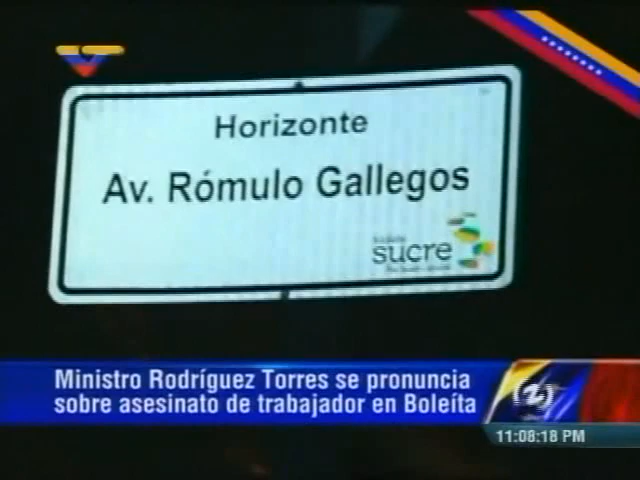 Horizonte
Av. Rómulo Gallegos
sucre
Ministro Rodríguez Torres se pronuncia
sobre asesinato de trabajador en Boleíta
11:08:18 PM